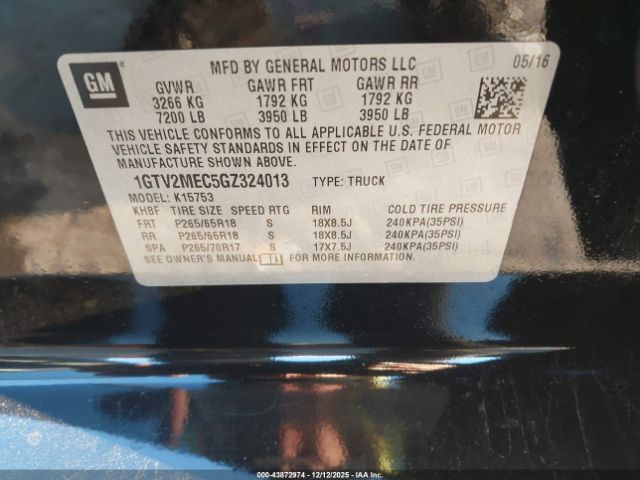 MFD BY GENERAL MOTORS LLC 05/16
GM
GVWR GAWR FRT GAWR RR
3266 KG 1792 KG 1792 KG
7200 LB 3950 LB 3950 LB
THIS VEHICLE CONFORMS TO ALL APPLICABLE U.S. FEDERAL MOTOR
VEHICLE SAFETY STANDARDS IN EFFECT ON THE DATE OF
MANUFACTURE SHOWN ABOVE.
1GTV2MEC5GZ324013 TYPE: TRUCK
MODEL: K15753
KH8F TIRE SIZE SPEED RTG RIM COLD TIRE PRESSURE
FRT P265/65R18 S 18X8.5J 240KPA(35PSI)
RR P265/65R18 S 18X8.5J 240KPA(35PSI)
SPA P265/70R17 S 17X7.5J 240KPA(35PSI)
SEE OWNER'S MANUAL FOR MORE INFORMATION.
000-43872974 - 12/12/2025 - COPART